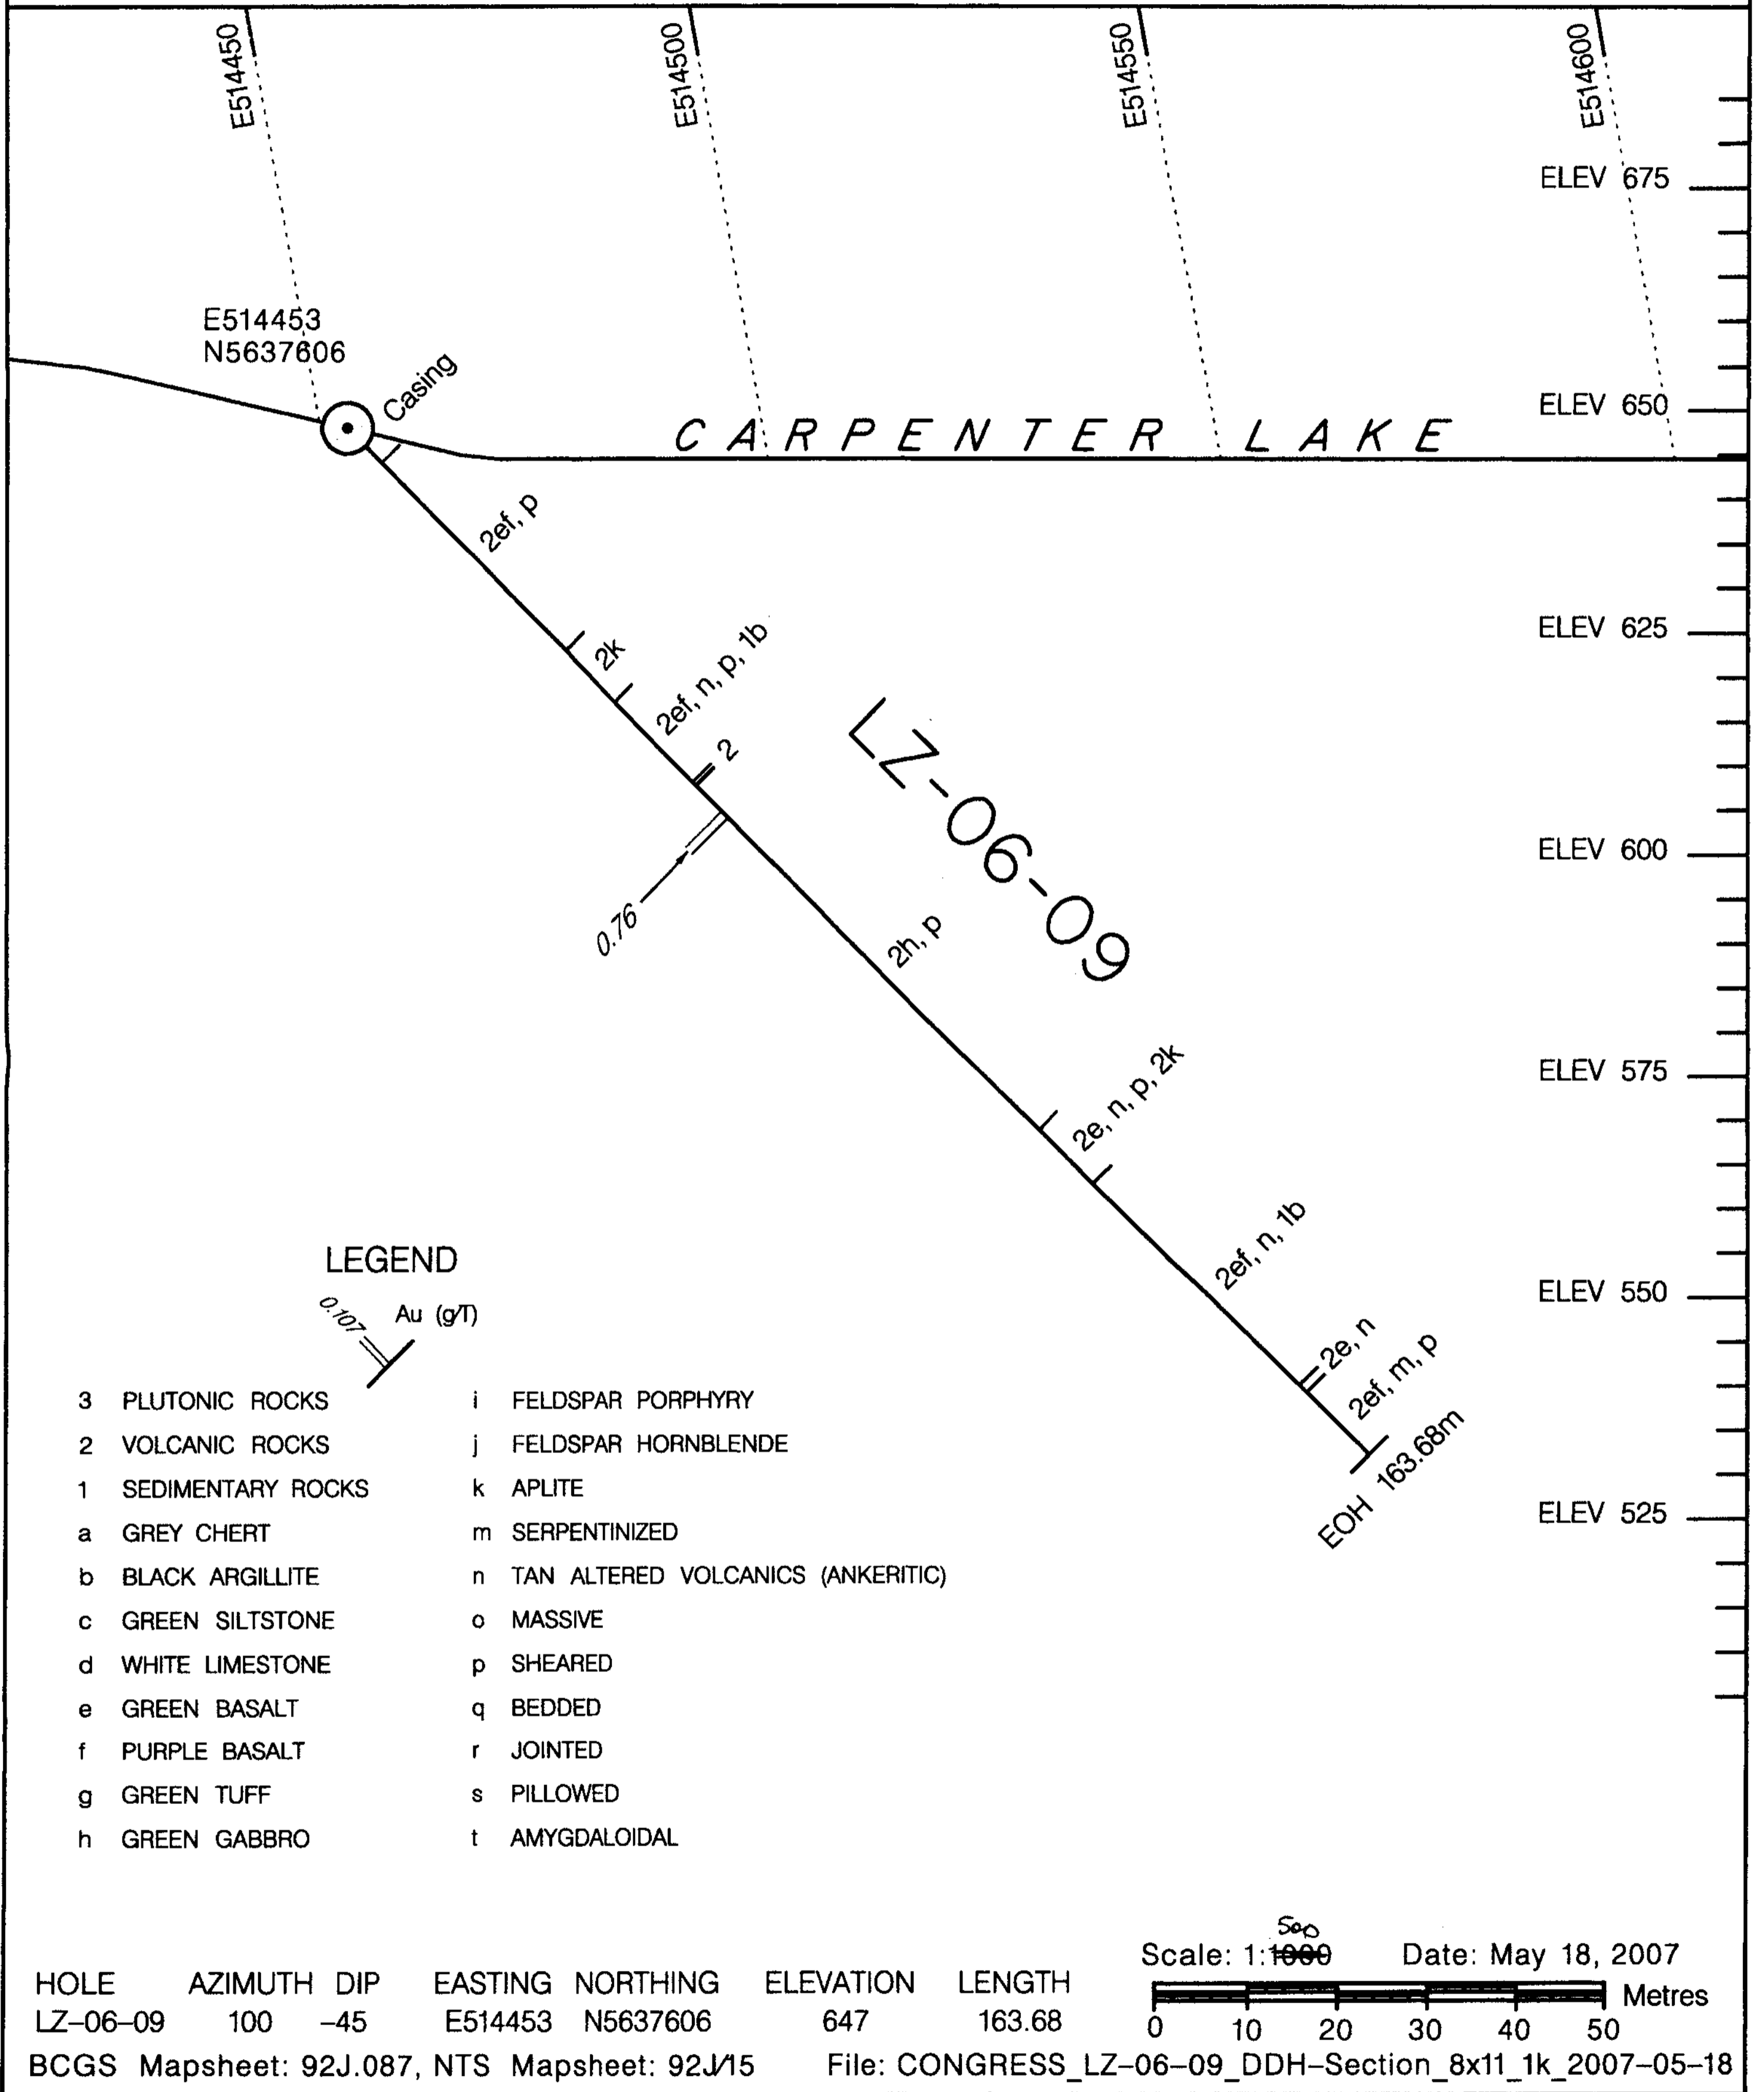 E514450
E514500
E514550
E514600
ELEV 675
E514453
N5637606
Casing
ELEV 650
CARPENTER LAKE
2ef, p
ELEV 625
2k
2ef, n, p, 1b
2
LZ-06-09
ELEV 600
0.76
2h, p
ELEV 575
2e, n, p, 2k
2ef, n, 1b
ELEV 550
2e, n
2ef, m, p
EOH 163.68m
ELEV 525
LEGEND
0.107 Au (g/T)
3 PLUTONIC ROCKS
2 VOLCANIC ROCKS
1 SEDIMENTARY ROCKS
a GREY CHERT
b BLACK ARGILLITE
c GREEN SILTSTONE
d WHITE LIMESTONE
e GREEN BASALT
f PURPLE BASALT
g GREEN TUFF
h GREEN GABBRO
i FELDSPAR PORPHYRY
j FELDSPAR HORNBLENDE
k APLITE
m SERPENTINIZED
n TAN ALTERED VOLCANICS (ANKERITIC)
o MASSIVE
p SHEARED
q BEDDED
r JOINTED
s PILLOWED
t AMYGDALOIDAL
500
Scale: 1:1000 Date: May 18, 2007
Metres
0 10 20 30 40 50
HOLE AZIMUTH DIP EASTING NORTHING ELEVATION LENGTH
LZ-06-09 100 -45 E514453 N5637606 647 163.68
BCGS Mapsheet: 92J.087, NTS Mapsheet: 92J/15 File: CONGRESS_LZ-06-09_DDH-Section_8x11_1k_2007-05-18